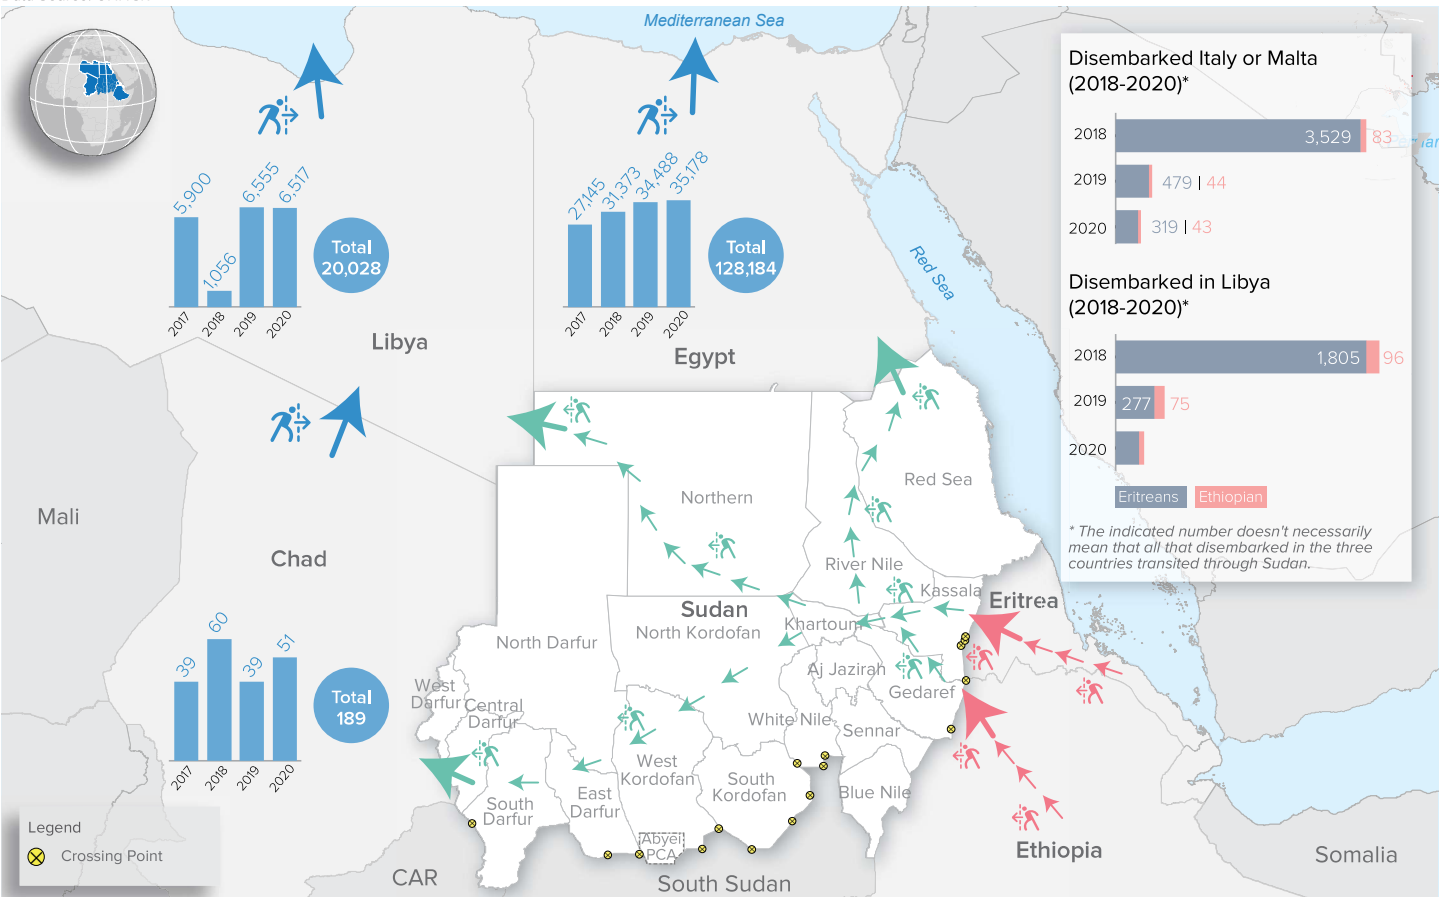 Mediterranean Sea
5,900
1,056
6,555
6,517
2017
2018
2019
2020
Total
20,028
Libya
27,145
31,373
34,488
35,178
2017
2018
2019
2020
Total
128,184
Egypt
Red Sea
Disembarked Italy or Malta
(2018-2020)*
2018
3,529
83
2019
479 | 44
2020
319 | 43
Disembarked in Libya
(2018-2020)*
2018
1,805
96
2019
277
75
2020
Eritreans
Ethiopian
* The indicated number doesn't necessarily
mean that all that disembarked in the three
countries transited through Sudan.
Mali
Chad
39
60
39
51
2017
2018
2019
2020
Total
189
Northern
Red Sea
River Nile
Kassala
Eritrea
Sudan
North Kordofan
Khartoum
North Darfur
Aj Jazirah
Gedaref
West
Darfur
Central
Darfur
White Nile
Sennar
West
Kordofan
South
Kordofan
Blue Nile
East
Darfur
South
Darfur
Abyei
PCA
Ethiopia
Somalia
CAR
South Sudan
Legend
Crossing Point